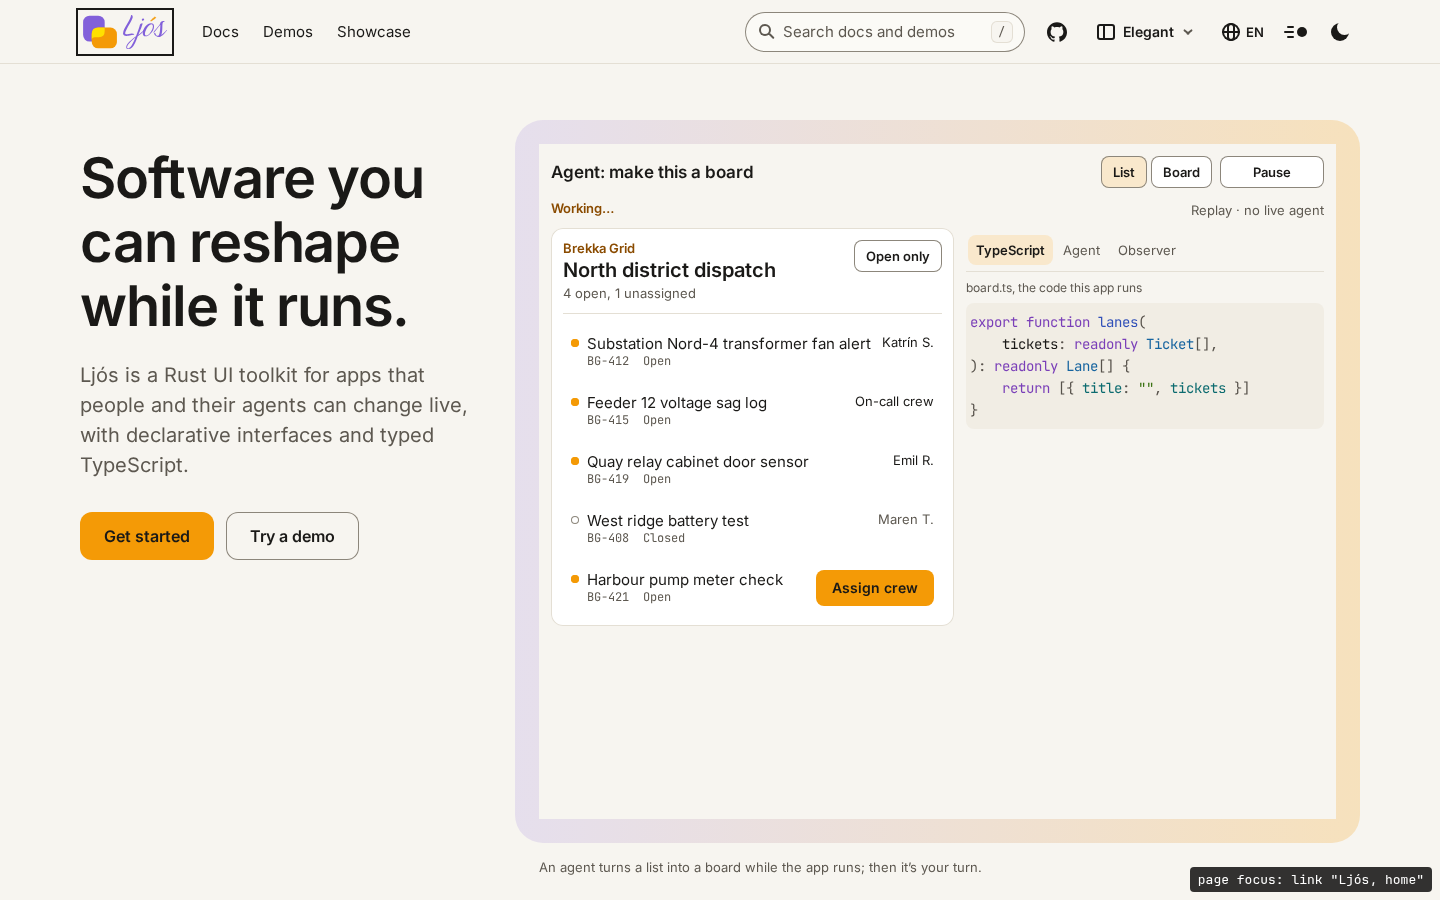 Ljós
Docs
Demos
Showcase
Search docs and demos
/
Elegant
EN
Software you
can reshape
while it runs.
Ljós is a Rust UI toolkit for apps that
people and their agents can change live,
with declarative interfaces and typed
TypeScript.
Get started
Try a demo
Agent: make this a board
List
Board
Pause
Working…
Replay · no live agent
Brekka Grid
North district dispatch
4 open, 1 unassigned
Open only
Substation Nord-4 transformer fan alert
Katrín S.
BG-412 Open
Feeder 12 voltage sag log
On-call crew
BG-415 Open
Quay relay cabinet door sensor
Emil R.
BG-419 Open
West ridge battery test
Maren T.
BG-408 Closed
Harbour pump meter check
BG-421 Open
Assign crew
TypeScript
Agent
Observer
board.ts, the code this app runs
export function lanes(
    tickets: readonly Ticket[],
): readonly Lane[] {
    return [{ title: "", tickets }]
}
An agent turns a list into a board while the app runs; then it’s your turn.
page focus: link "Ljós, home"